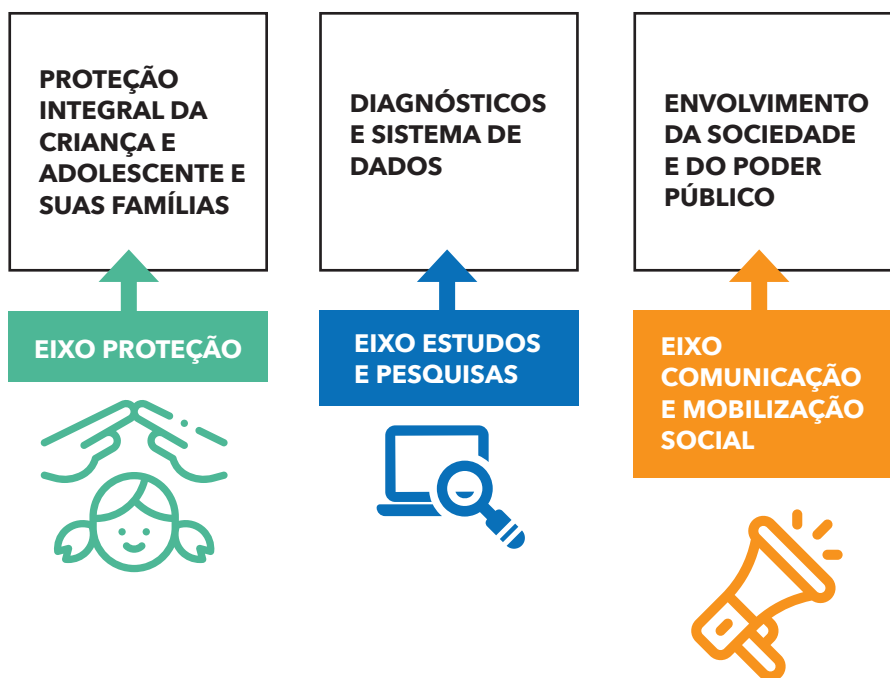 PROTEÇÃO
INTEGRAL DA
CRIANÇA E
ADOLESCENTE E
SUAS FAMÍLIAS
EIXO PROTEÇÃO
DIAGNÓSTICOS
E SISTEMA DE
DADOS
EIXO ESTUDOS
E PESQUISAS
ENVOLVIMENTO
DA SOCIEDADE
E DO PODER
PÚBLICO
EIXO
COMUNICAÇÃO
E MOBILIZAÇÃO
SOCIAL